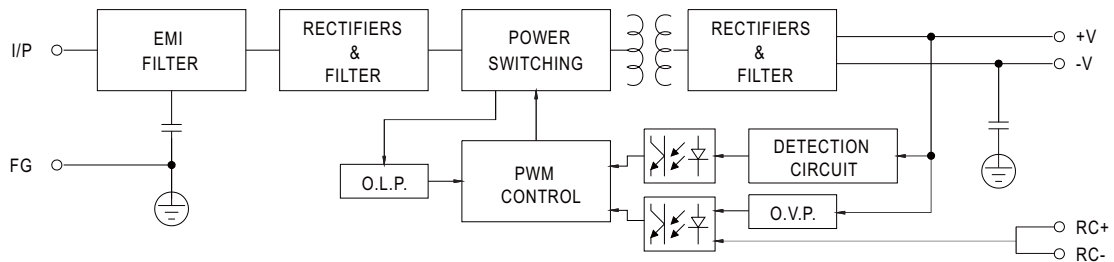 I/P
EMI
FILTER
RECTIFIERS
&
FILTER
POWER
SWITCHING
RECTIFIERS
&
FILTER
+V
-V
FG
O.L.P.
PWM
CONTROL
DETECTION
CIRCUIT
O.V.P.
RC+
RC-